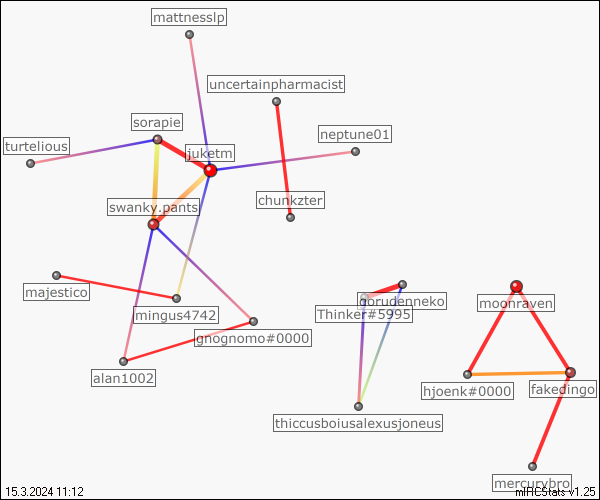 mattnesslp
uncertainpharmacist
sorapie
neptune01
turtelious
juketm
chunkzter
swanky.pants
majestico
gorudenneko
moonraven
mingus4742
Thinker#5995
gnognomo#0000
alan1002
hjoenk#0000
fakedingo
thiccusboiusalexusjoneus
mercurybro
15.3.2024 11:12
mIRCStats v1.25